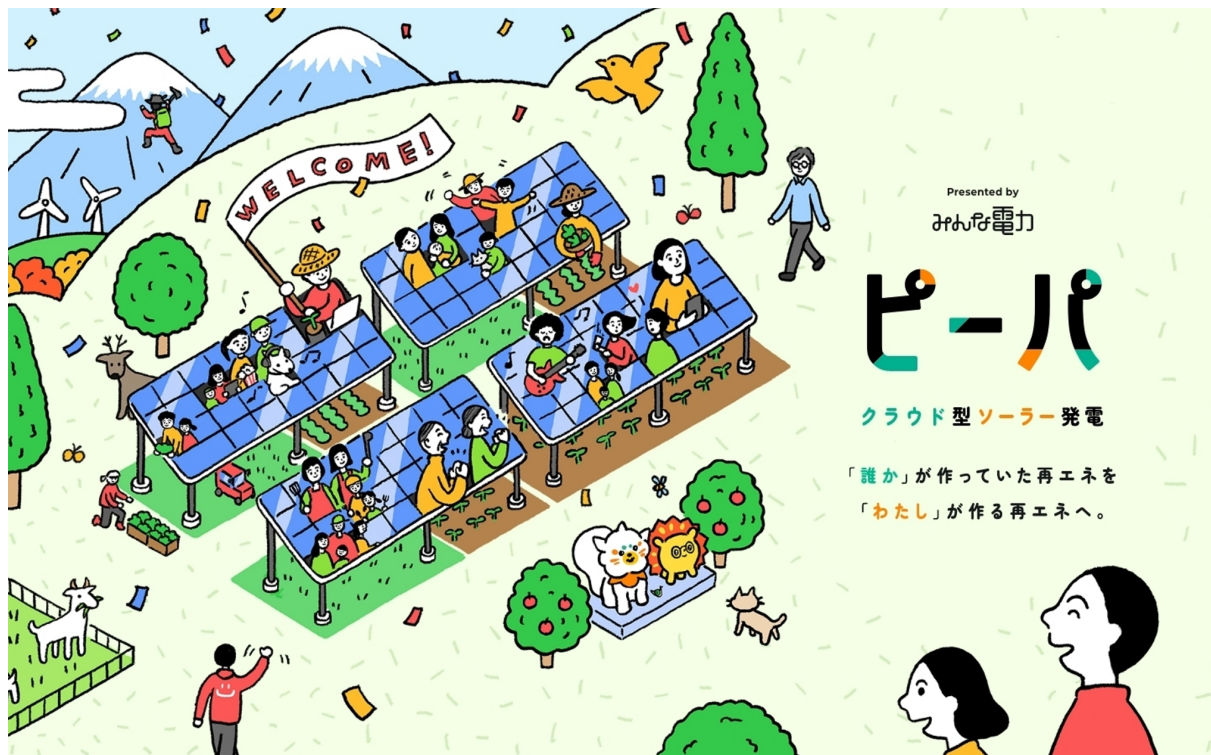 WELCOME!
Presented by
みんな電力
ピーパ
クラウド型ソーラー発電
「誰か」が作っていた再エネを
「わたし」が作る再エネへ。